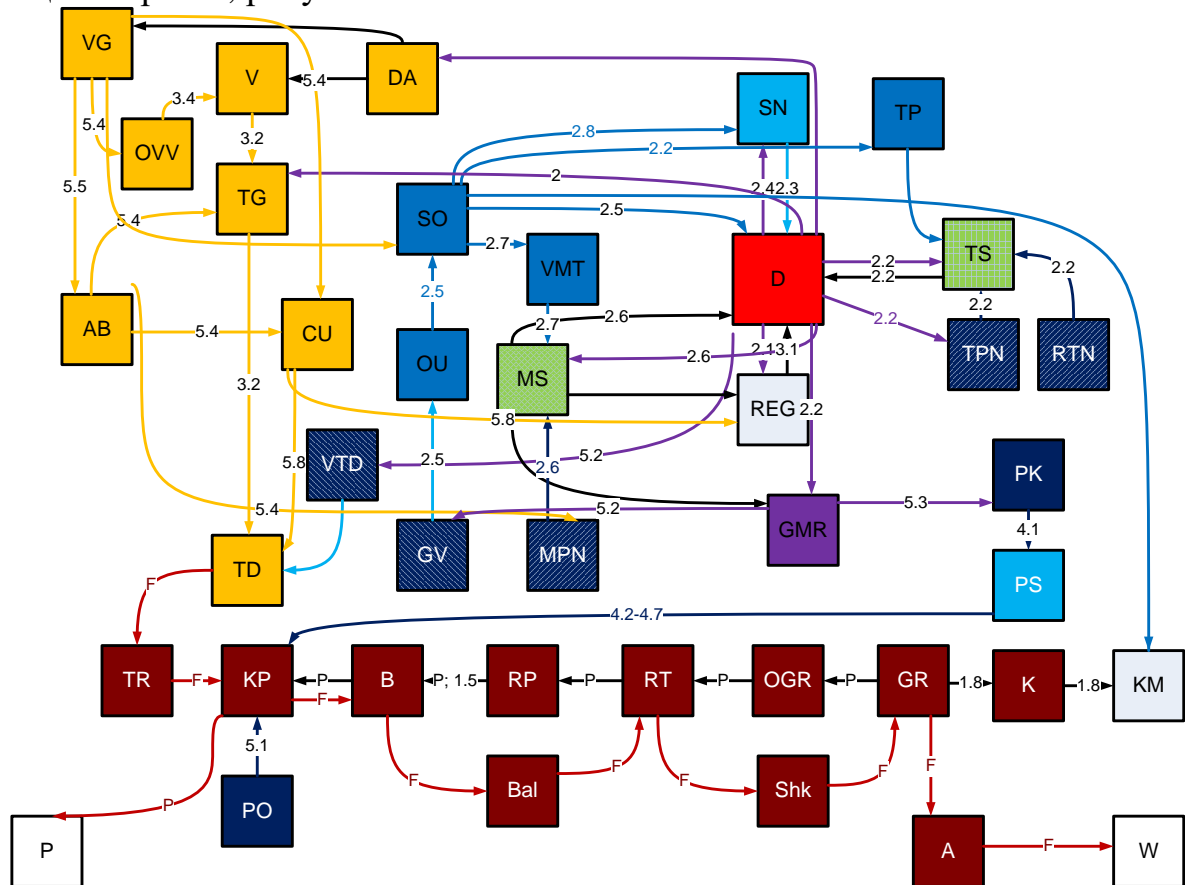 VG
V
DA
5.4
SN
TP
3.4
5.4
OVV
3.2
2.8
2.2
5.5
TG
2
2.4
2.3
5.4
SO
2.5
2.7
VMT
D
2.2
2.2
TS
2.2
2.5
2.2
2.2
AB
5.4
CU
2.7
2.6
TPN
RTN
OU
MS
2.6
2.1
3.1
3.2
REG
2.2
5.8
5.8
VTD
2.5
2.6
5.2
PK
5.4
5.2
5.3
GMR
4.1
TD
GV
MPN
PS
F
4.2-4.7
TR
F
KP
P
F
B
P; 1.5
RP
P
RT
P
OGR
P
GR
1.8
K
1.8
KM
5.1
F
F
F
F
F
P
PO
Bal
Shk
P
A
F
W